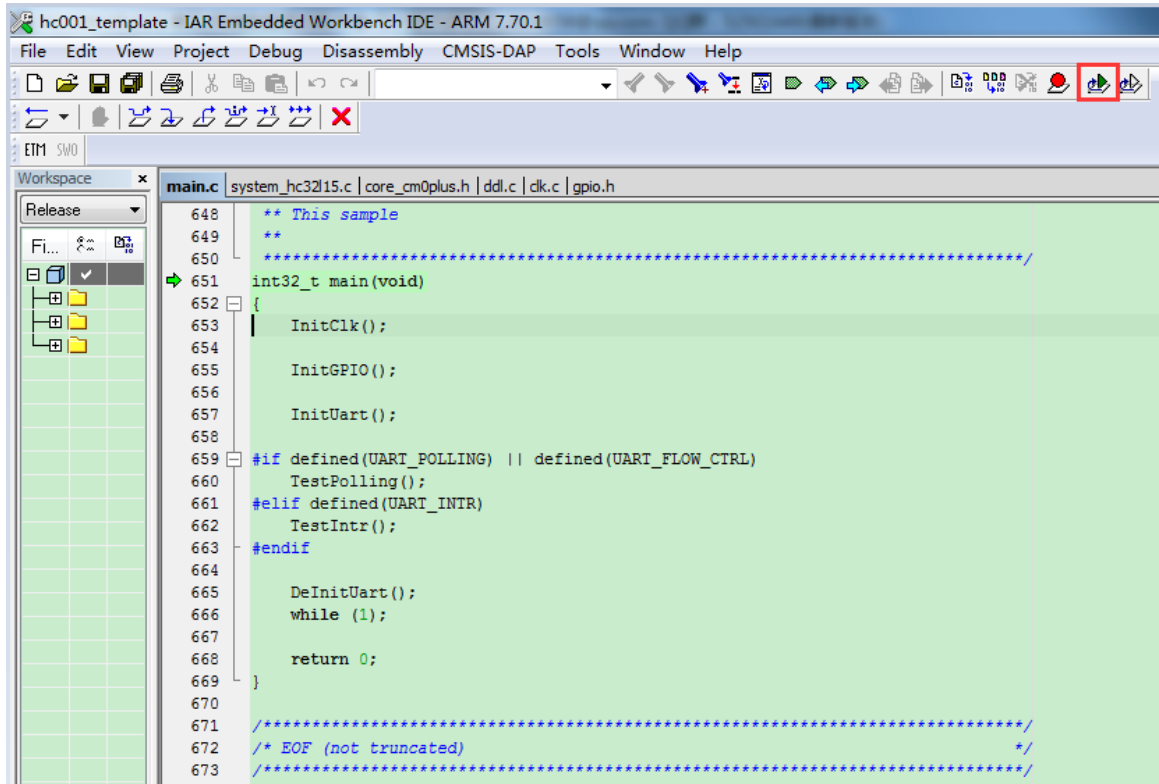 hc001_template - IAR Embedded Workbench IDE - ARM 7.70.1
File Edit View Project Debug Disassembly CMSIS-DAP Tools Window Help
ETM SWO
Workspace x
Release
Fi...
main.c | system_hc32l15.c | core_cm0plus.h | ddl.c | clk.c | gpio.h
648 ** This sample
649 **
650 ******************************************************************************/
651 int32_t main(void)
652 {
653 InitClk();
654
655 InitGPIO();
656
657 InitUart();
658
659 #if defined(UART_POLLING) || defined(UART_FLOW_CTRL)
660 TestPolling();
661 #elif defined(UART_INTR)
662 TestIntr();
663 #endif
664
665 DeInitUart();
666 while (1);
667
668 return 0;
669 }
670
671 /******************************************************************************/
672 /* EOF (not truncated) */
673 /******************************************************************************/